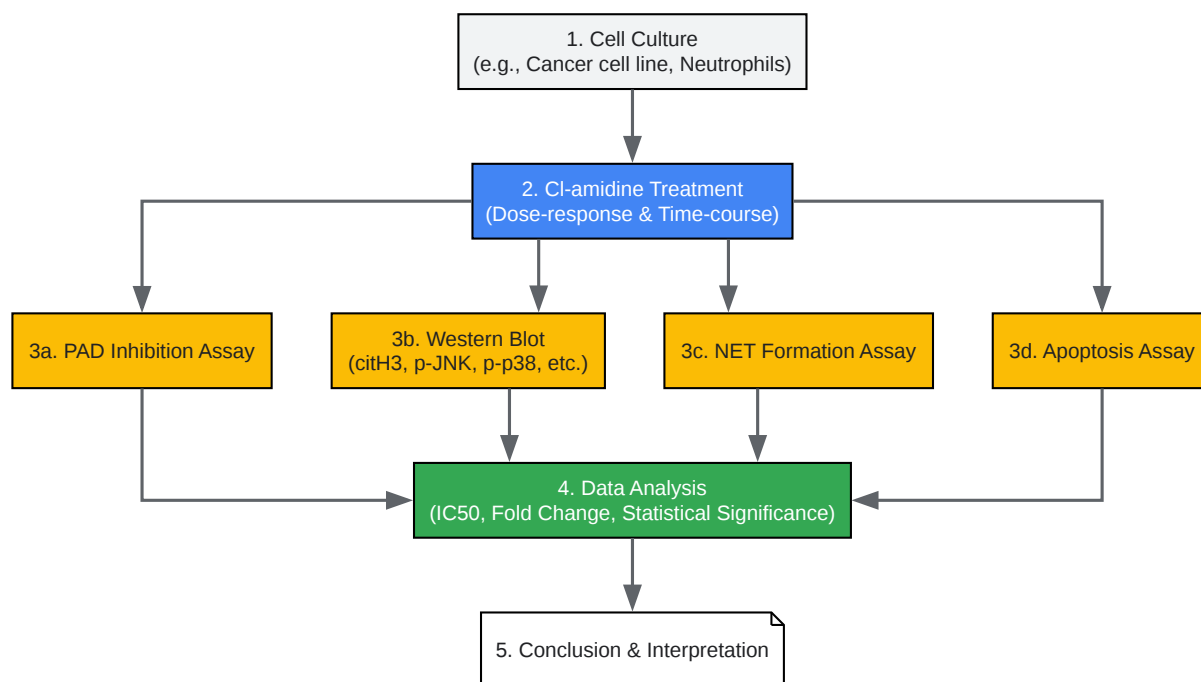 1. Cell Culture
(e.g., Cancer cell line, Neutrophils)
2. Cl-amidine Treatment
(Dose-response & Time-course)
3a. PAD Inhibition Assay
3b. Western Blot
(citH3, p-JNK, p-p38, etc.)
3c. NET Formation Assay
3d. Apoptosis Assay
4. Data Analysis
(IC50, Fold Change, Statistical Significance)
5. Conclusion & Interpretation